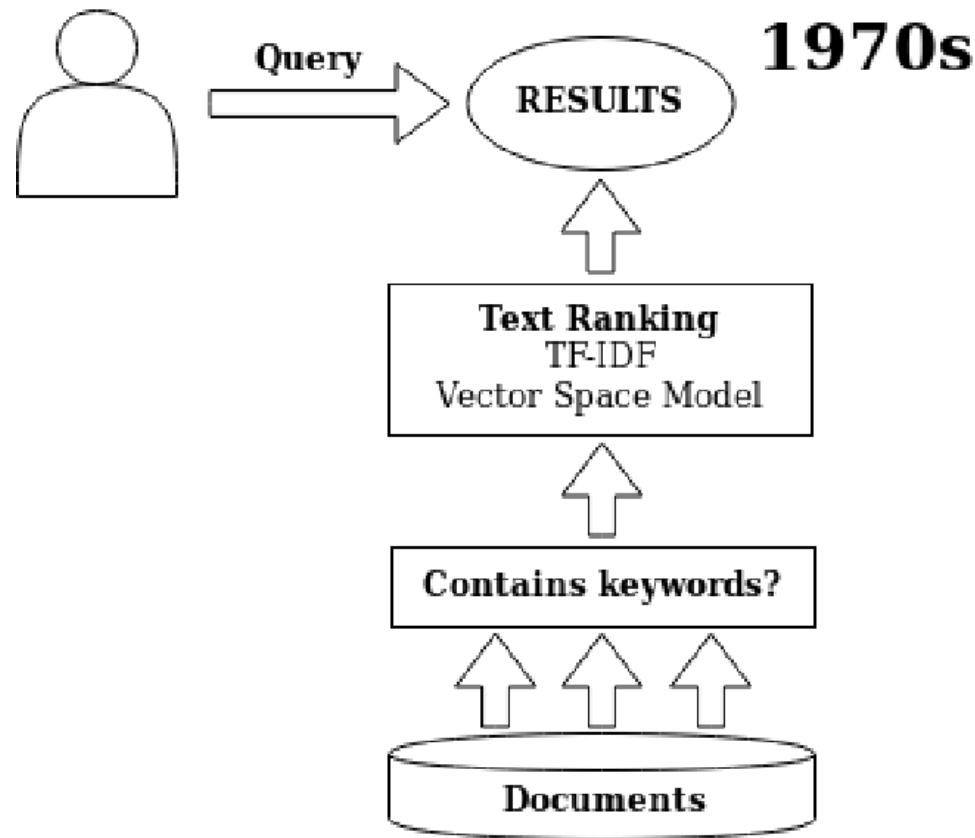 1970s
Query
RESULTS
Text Ranking
TF-IDF
Vector Space Model
Contains keywords?
Documents